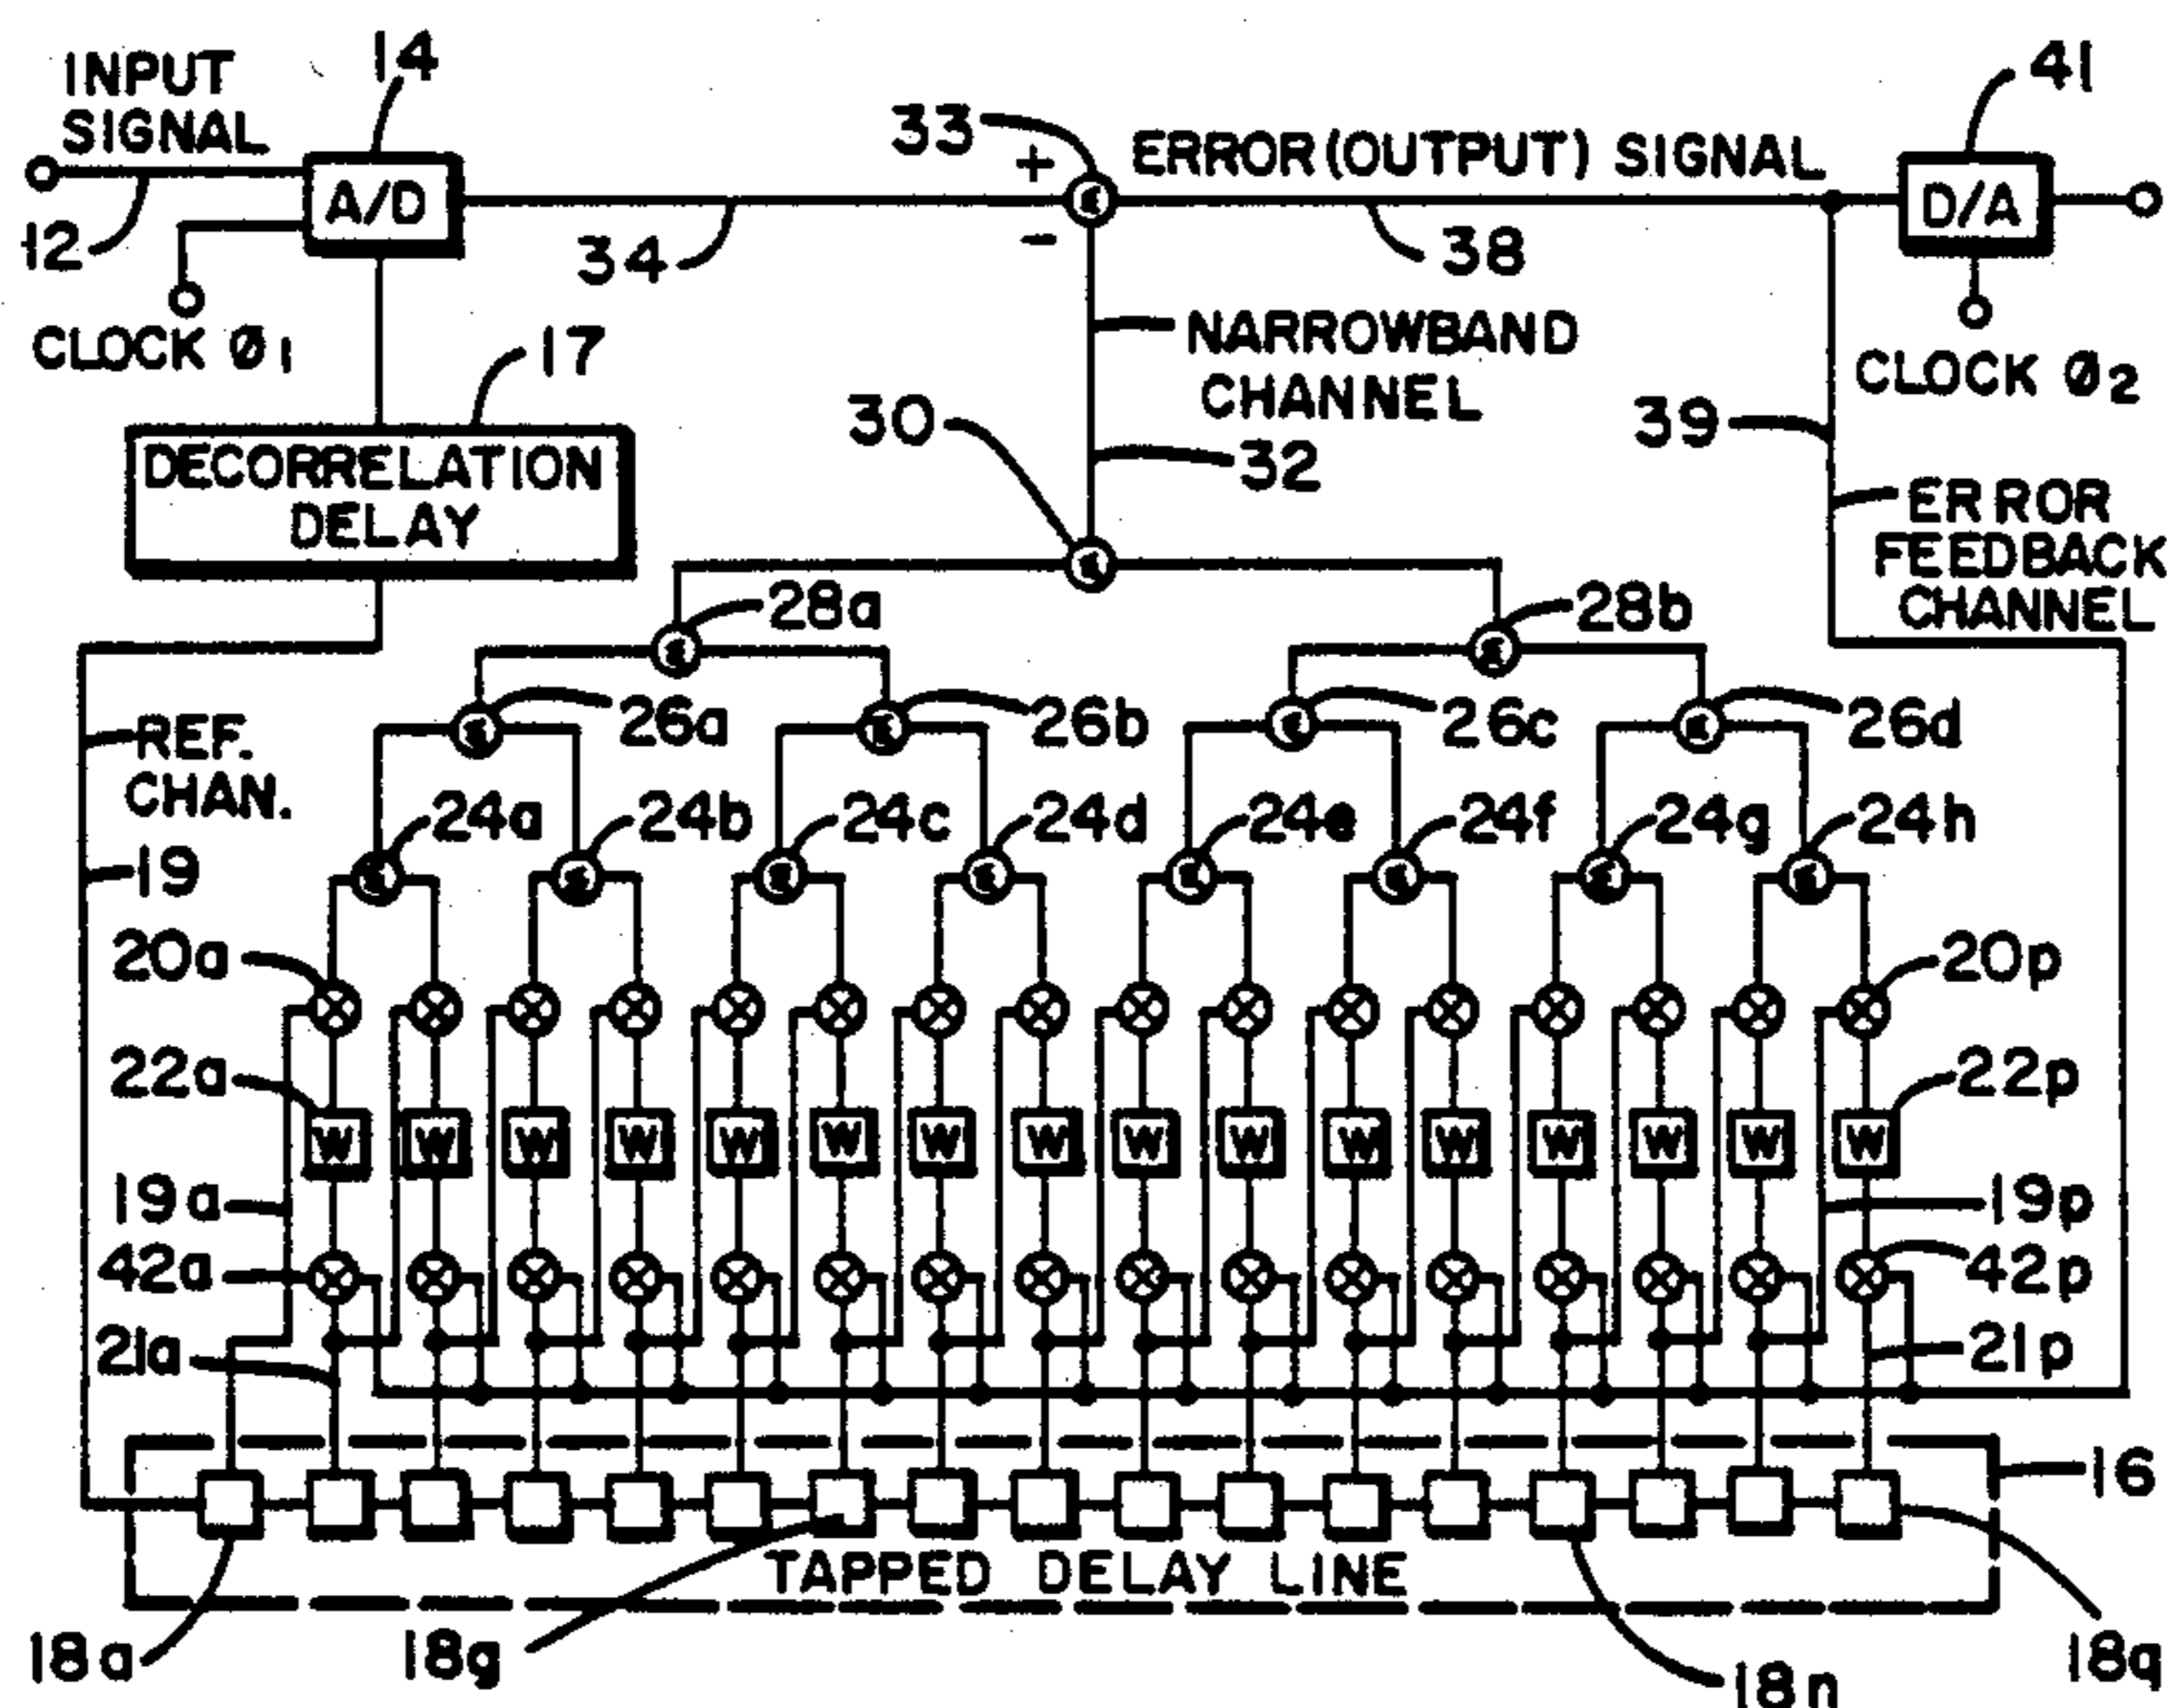 INPUT
SIGNAL
14
12
A/D
CLOCK Ø1
34
33
+
-
ERROR (OUTPUT) SIGNAL
38
41
D/A
CLOCK Ø2
17
DECORRELATION
DELAY
NARROWBAND
CHANNEL
32
30
39
ERROR
FEEDBACK
CHANNEL
28a
28b
REF.
CHAN.
19
26a
26b
26c
26d
24a
24b
24c
24d
24e
24f
24g
24h
20a
20p
22a
22p
W W W W W W W W W W W W W W W W
19a
19p
42a
42p
21a
21p
16
TAPPED DELAY LINE
18a
18g
18n
18q